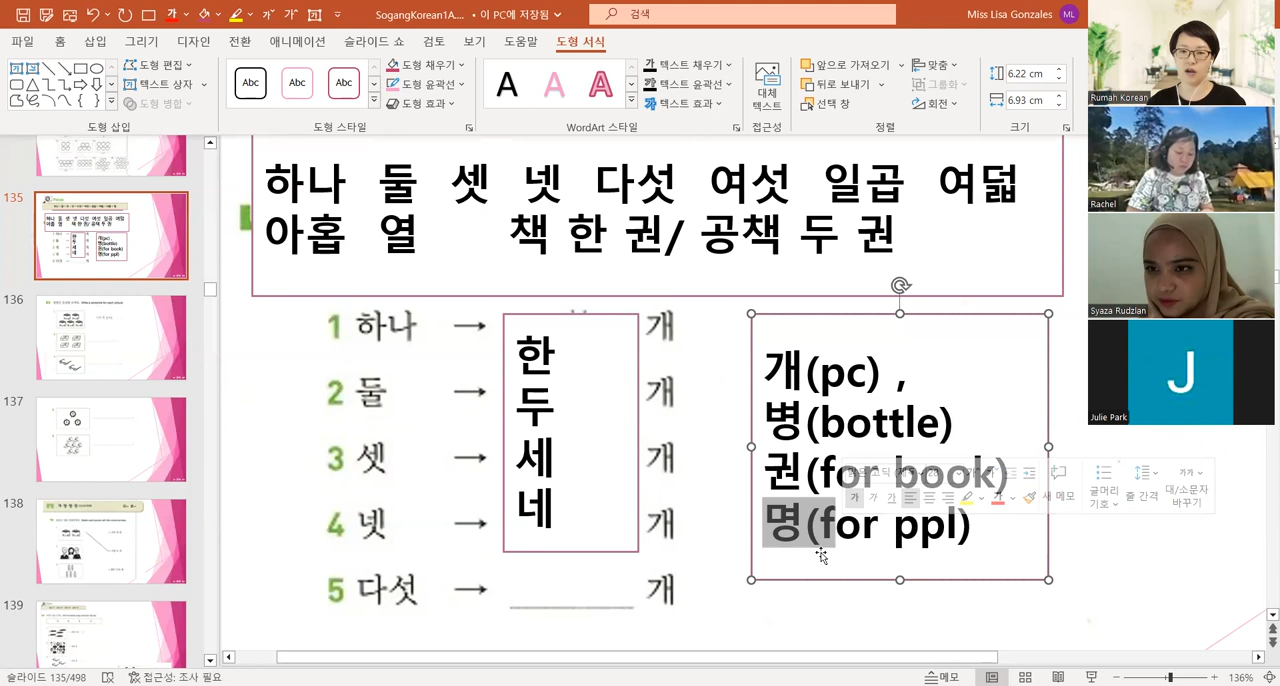 SogangKorean1A.... • 이 PC에 저장됨
검색
Miss Lisa Gonzales ML
파일 홈 삽입 그리기 디자인 전환 애니메이션 슬라이드 쇼 검토 보기 도움말 도형 서식
도형 편집
텍스트 상자
도형 병합
도형 삽입
Abc Abc Abc
도형 채우기
도형 윤곽선
도형 효과
도형 스타일
A A A
텍스트 채우기
텍스트 윤곽선
텍스트 효과
WordArt 스타일
대체
텍스트
접근성
앞으로 가져오기
뒤로 보내기
선택 창
맞춤
그룹화
회전
정렬
6.22 cm
6.93 cm
크기
Rumah Korean
Rachel
Syaza Rudzlan
J
Julie Park
135
136
137
138
139
하나 둘 셋 넷 다섯 여섯 일곱 여덟
아홉 열 책 한 권/ 공책 두 권
1 하나 → 한 개
2 둘 → 두 개
3 셋 → 세 개
4 넷 → 네 개
5 다섯 → 개
개(pc) ,
병(bottle)
권(for book)
명(for ppl)
가 가 가
새 메모
글머리
기호
줄 간격
대/소문자
바꾸기
슬라이드 135/498
접근성: 조사 필요
메모
136%